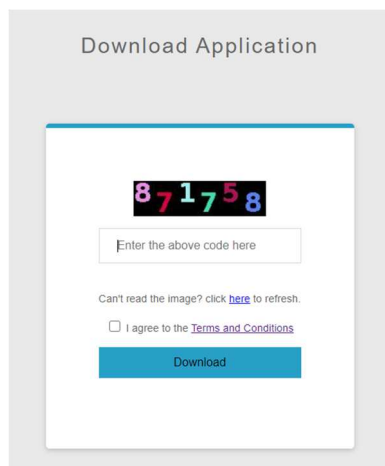 Download Application
871758
Enter the above code here
Can't read the image? click here to refresh.
I agree to the Terms and Conditions
Download